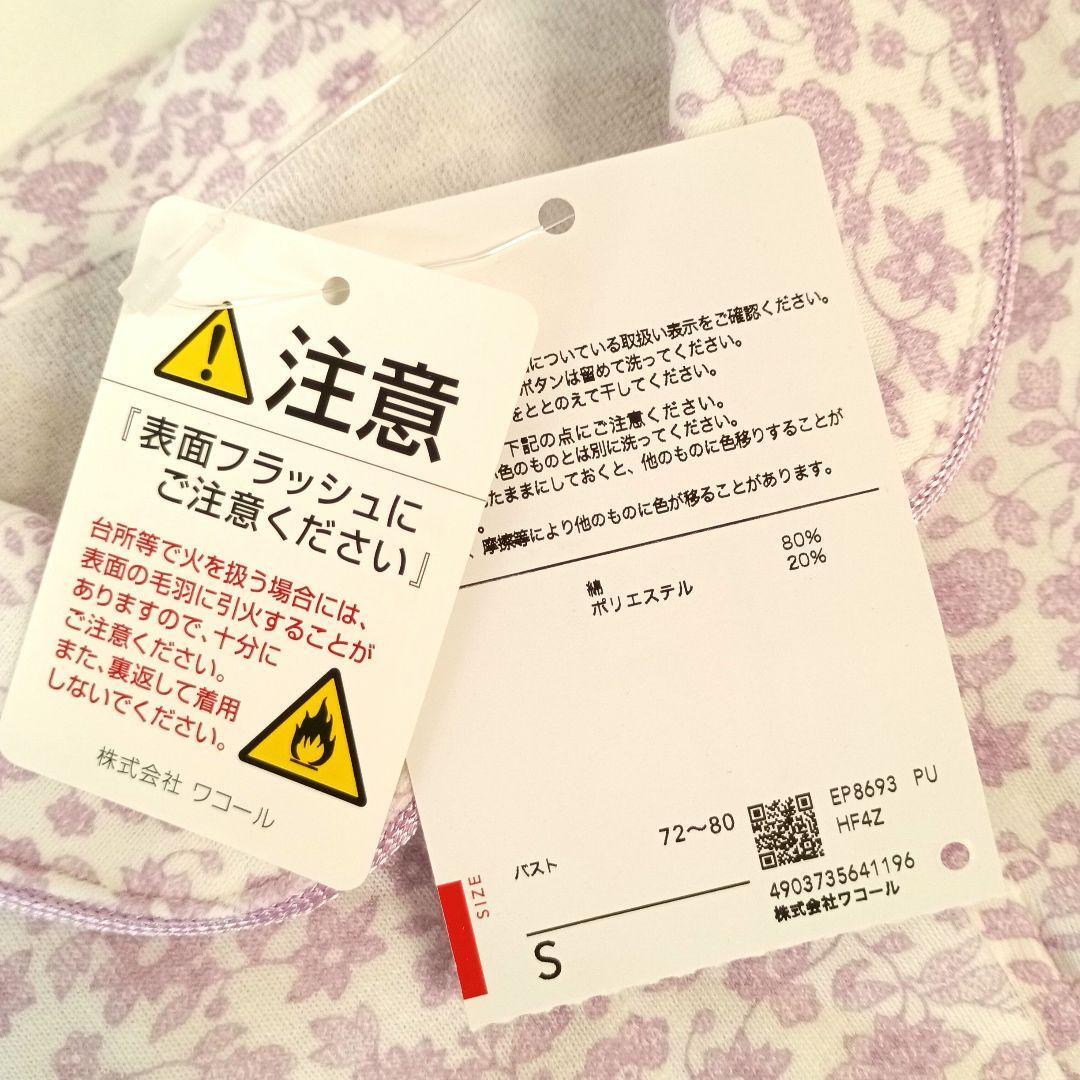 注意
『表面フラッシュに
ご注意ください』
台所等で火を扱う場合には、
表面の毛羽に引火することが
ありますので、十分に
ご注意ください。
また、裏返して着用
しないでください。
株式会社 ワコール
についている取扱い表示をご確認ください。
ボタンは留めて洗ってください。
をととのえて干してください。
下記の点にご注意ください。
色のものとは別に洗ってください。
たままにしておくと、他のものに色移りすることが
。
、摩擦等により他のものに色が移ることがあります。
綿 80%
ポリエステル 20%
バスト 72～80
EP8693 PU
HF4Z
4903735641196
株式会社ワコール
SIZE
S